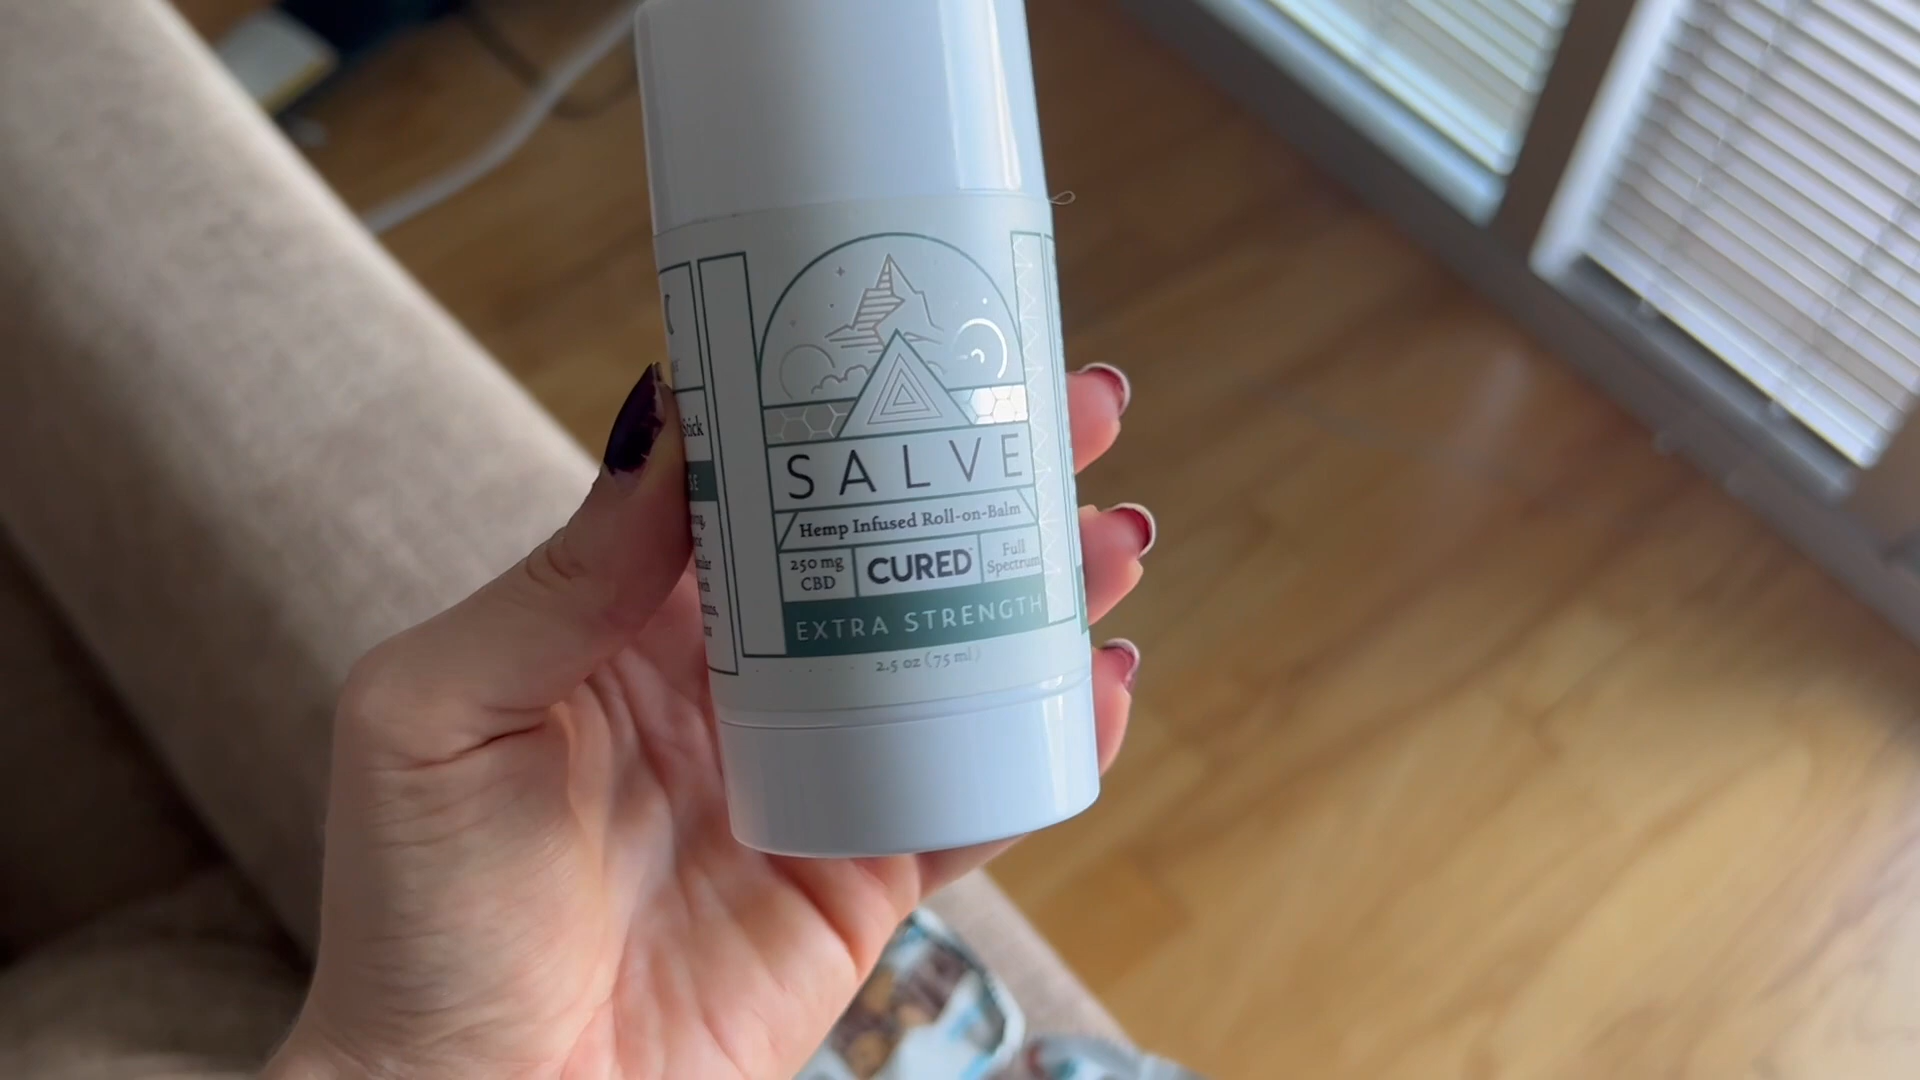 SALVE
Hemp Infused Roll-on-Balm
250 mg
CBD
CURED
Full
Spectrum
EXTRA STRENGTH
2.5 oz (75 ml)
Stick